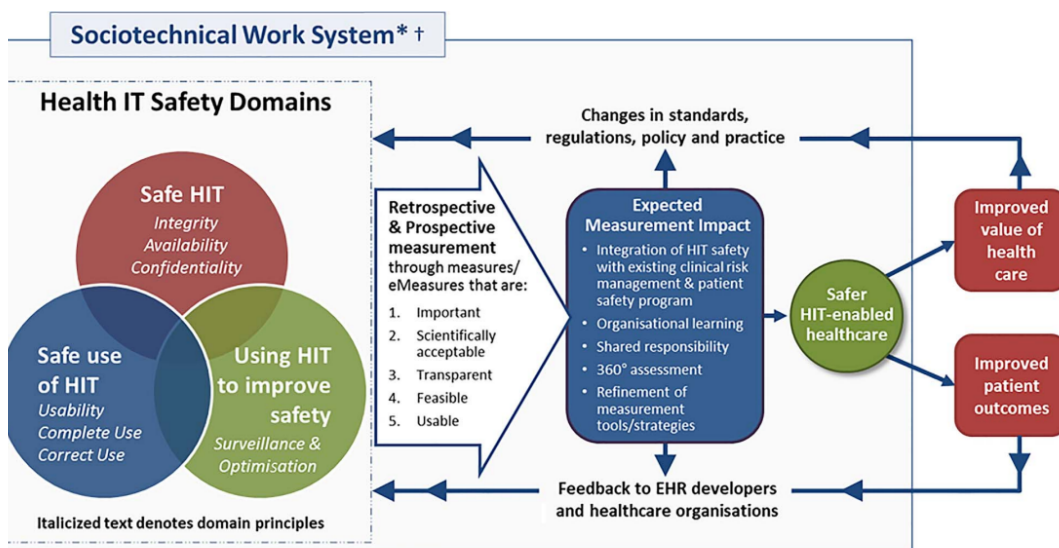 Sociotechnical Work System* †
Health IT Safety Domains
Safe HIT
Integrity
Availability
Confidentiality
Safe use
of HIT
Usability
Complete Use
Correct Use
Using HIT
to improve
safety
Surveillance &
Optimisation
Italicized text denotes domain principles
Retrospective
& Prospective
measurement
through measures/
eMeasures that are:
1. Important
2. Scientifically
acceptable
3. Transparent
4. Feasible
5. Usable
Changes in standards,
regulations, policy and practice
Expected
Measurement Impact
• Integration of HIT safety
with existing clinical risk
management & patient
safety program
• Organisational learning
• Shared responsibility
• 360° assessment
• Refinement of
measurement
tools/strategies
Feedback to EHR developers
and healthcare organisations
Safer
HIT-enabled
healthcare
Improved
value of
health
care
Improved
patient
outcomes